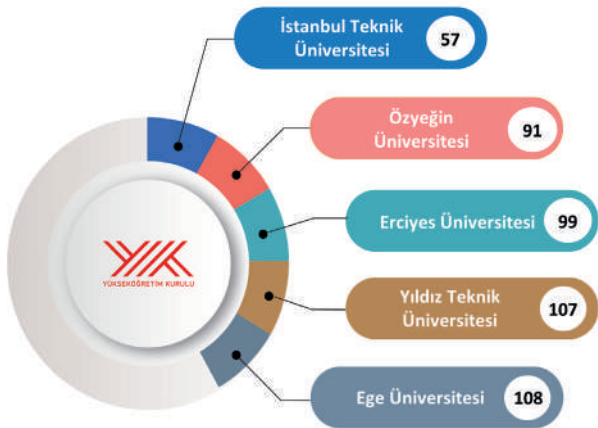 İstanbul Teknik
Üniversitesi
57
Özyeğin
Üniversitesi
91
Erciyes Üniversitesi
99
YÜKSEKÖĞRETİM KURULU
Yıldız Teknik
Üniversitesi
107
Ege Üniversitesi
108